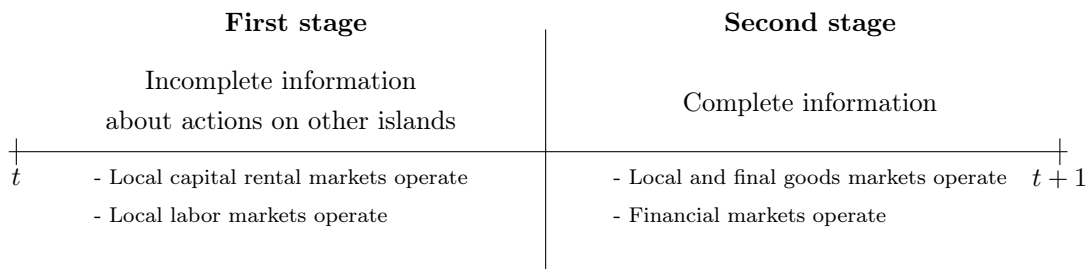 First stage
Second stage
Incomplete information
about actions on other islands
Complete information
t
- Local capital rental markets operate
- Local labor markets operate
- Local and final goods markets operate
- Financial markets operate
t + 1